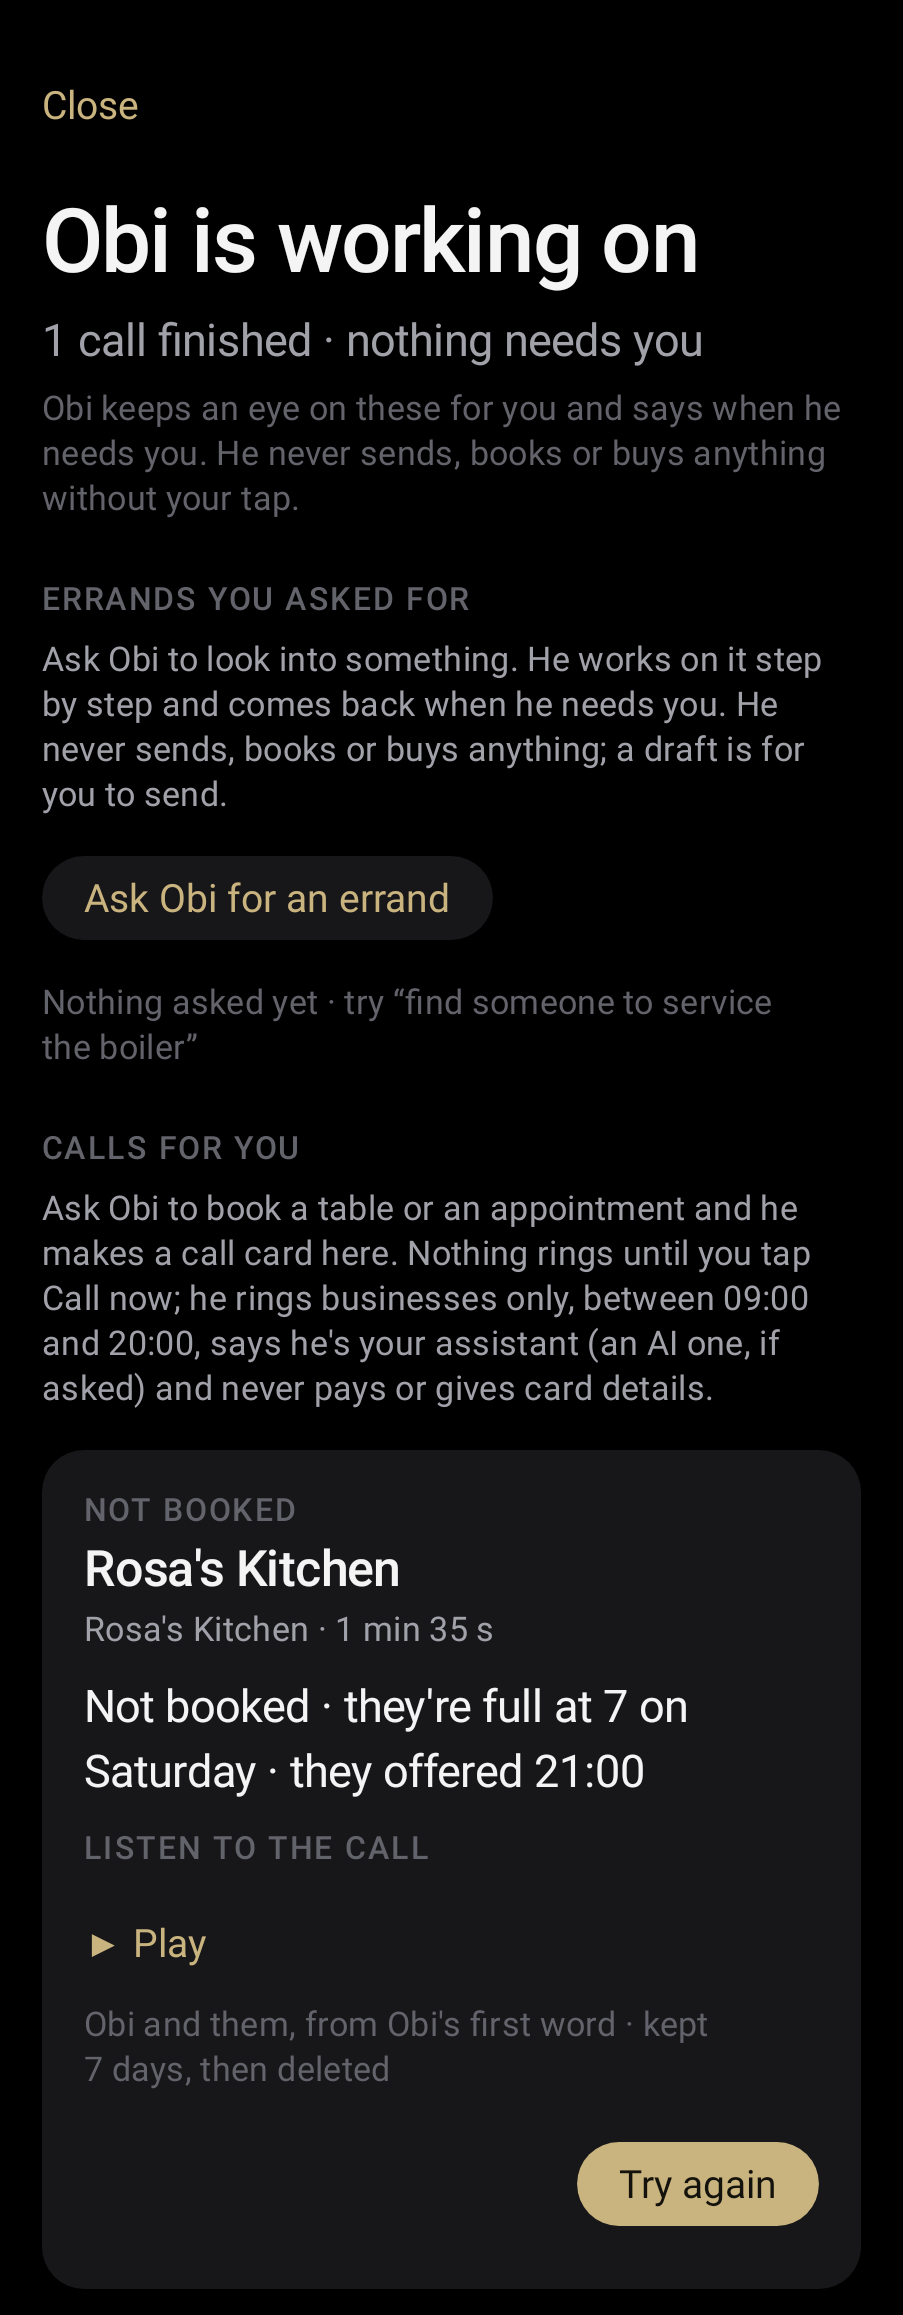 Close
Obi is working on
1 call finished · nothing needs you
Obi keeps an eye on these for you and says when he
needs you. He never sends, books or buys anything
without your tap.
ERRANDS YOU ASKED FOR
Ask Obi to look into something. He works on it step
by step and comes back when he needs you. He
never sends, books or buys anything; a draft is for
you to send.
Ask Obi for an errand
Nothing asked yet · try “find someone to service
the boiler”
CALLS FOR YOU
Ask Obi to book a table or an appointment and he
makes a call card here. Nothing rings until you tap
Call now; he rings businesses only, between 09:00
and 20:00, says he's your assistant (an AI one, if
asked) and never pays or gives card details.
NOT BOOKED
Rosa's Kitchen
Rosa's Kitchen · 1 min 35 s
Not booked · they're full at 7 on
Saturday · they offered 21:00
LISTEN TO THE CALL
► Play
Obi and them, from Obi's first word · kept
7 days, then deleted
Try again